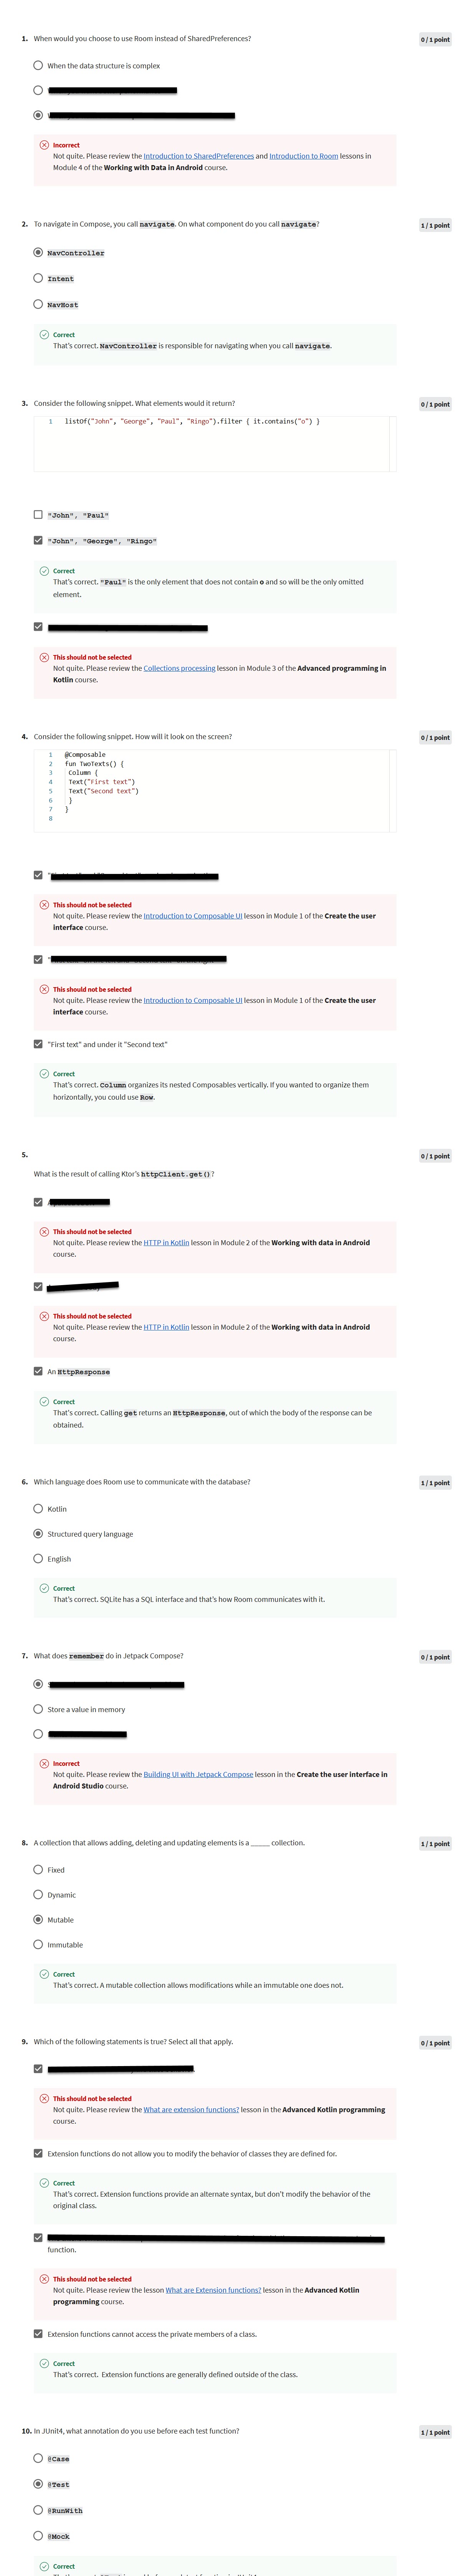 1. When would you choose to use Room instead of SharedPreferences?
0 / 1 point
When the data structure is complex
Incorrect
Not quite. Please review the Introduction to SharedPreferences and Introduction to Room lessons in
Module 4 of the Working with Data in Android course.
2. To navigate in Compose, you call navigate. On what component do you call navigate?
1 / 1 point
NavController
Intent
NavHost
Correct
That's correct. NavController is responsible for navigating when you call navigate.
3. Consider the following snippet. What elements would it return?
0 / 1 point
1 listOf("John", "George", "Paul", "Ringo").filter { it.contains("o") }
"John", "Paul"
"John", "George", "Ringo"
Correct
That's correct. "Paul" is the only element that does not contain o and so will be the only omitted
element.
This should not be selected
Not quite. Please review the Collections processing lesson in Module 3 of the Advanced programming in
Kotlin course.
4. Consider the following snippet. How will it look on the screen?
0 / 1 point
1 @Composable
2 fun TwoTexts() {
3 Column {
4 Text("First text")
5 Text("Second text")
6 }
7 }
8
This should not be selected
Not quite. Please review the Introduction to Composable UI lesson in Module 1 of the Create the user
interface course.
This should not be selected
Not quite. Please review the Introduction to Composable UI lesson in Module 1 of the Create the user
interface course.
"First text" and under it "Second text"
Correct
That's correct. Column organizes its nested Composables vertically. If you wanted to organize them
horizontally, you could use Row.
5.
0 / 1 point
What is the result of calling Ktor's httpClient.get()?
This should not be selected
Not quite. Please review the HTTP in Kotlin lesson in Module 2 of the Working with data in Android
course.
This should not be selected
Not quite. Please review the HTTP in Kotlin lesson in Module 2 of the Working with data in Android
course.
An HttpResponse
Correct
That's correct. Calling get returns an HttpResponse, out of which the body of the response can be
obtained.
6. Which language does Room use to communicate with the database?
1 / 1 point
Kotlin
Structured query language
English
Correct
That's correct. SQLite has a SQL interface and that's how Room communicates with it.
7. What does remember do in Jetpack Compose?
0 / 1 point
Store a value in memory
Incorrect
Not quite. Please review the Building UI with Jetpack Compose lesson in the Create the user interface in
Android Studio course.
8. A collection that allows adding, deleting and updating elements is a _____ collection.
1 / 1 point
Fixed
Dynamic
Mutable
Immutable
Correct
That's correct. A mutable collection allows modifications while an immutable one does not.
9. Which of the following statements is true? Select all that apply.
0 / 1 point
This should not be selected
Not quite. Please review the What are extension functions? lesson in the Advanced Kotlin programming
course.
Extension functions do not allow you to modify the behavior of classes they are defined for.
Correct
That's correct. Extension functions provide an alternate syntax, but don't modify the behavior of the
original class.
function.
This should not be selected
Not quite. Please review the lesson What are Extension functions? lesson in the Advanced Kotlin
programming course.
Extension functions cannot access the private members of a class.
Correct
That's correct. Extension functions are generally defined outside of the class.
10. In JUnit4, what annotation do you use before each test function?
1 / 1 point
@Case
@Test
@RunWith
@Mock
Correct